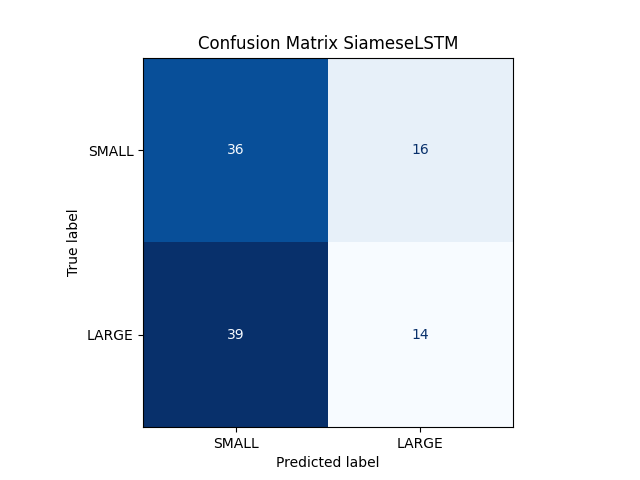 Confusion Matrix SiameseLSTM
True label
SMALL
36
16
LARGE
39
14
SMALL
LARGE
Predicted label